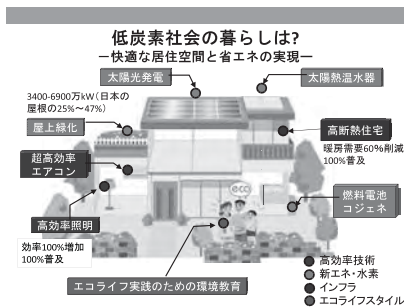 低炭素社会の暮らしは?
ー快適な居住空間と省エネの実現ー
太陽光発電
太陽熱温水器
3400-6900万kW(日本の
屋根の25%〜47%)
屋上緑化
高断熱住宅
暖房需要60%削減
100%普及
超高効率
エアコン
eco
燃料電池
コジェネ
高効率照明
効率100%増加
100%普及
エコライフ実践のための環境教育
高効率技術
新エネ・水素
インフラ
エコライフスタイル